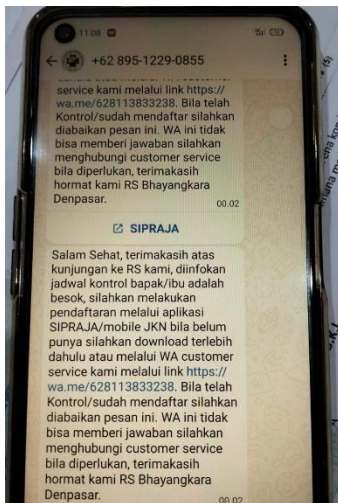 11.08
+62 895-1229-0855
service kami melalui link https://
wa.me/628113833238. Bila telah
Kontrol/sudah mendaftar silahkan
diabaikan pesan ini. WA ini tidak
bisa memberi jawaban silahkan
menghubungi customer service
bila diperlukan, terimakasih
hormat kami RS Bhayangkara
Denpasar.
00.02
SIPRAJA
Salam Sehat, terimakasih atas
kunjungan ke RS kami, diinfokan
jadwal kontrol bapak/ibu adalah
besok, silahkan melakukan
pendaftaran melalui aplikasi
SIPRAJA/mobile JKN bila belum
punya silahkan download terlebih
dahulu atau melalui WA customer
service kami melalui link https://
wa.me/628113833238. Bila telah
Kontrol/sudah mendaftar silahkan
diabaikan pesan ini. WA ini tidak
bisa memberi jawaban silahkan
menghubungi customer service
bila diperlukan, terimakasih
hormat kami RS Bhayangkara
Denpasar.
00.02